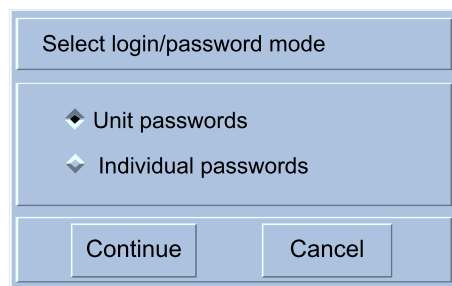 Select login/password mode
Unit passwords
Individual passwords
Continue
Cancel